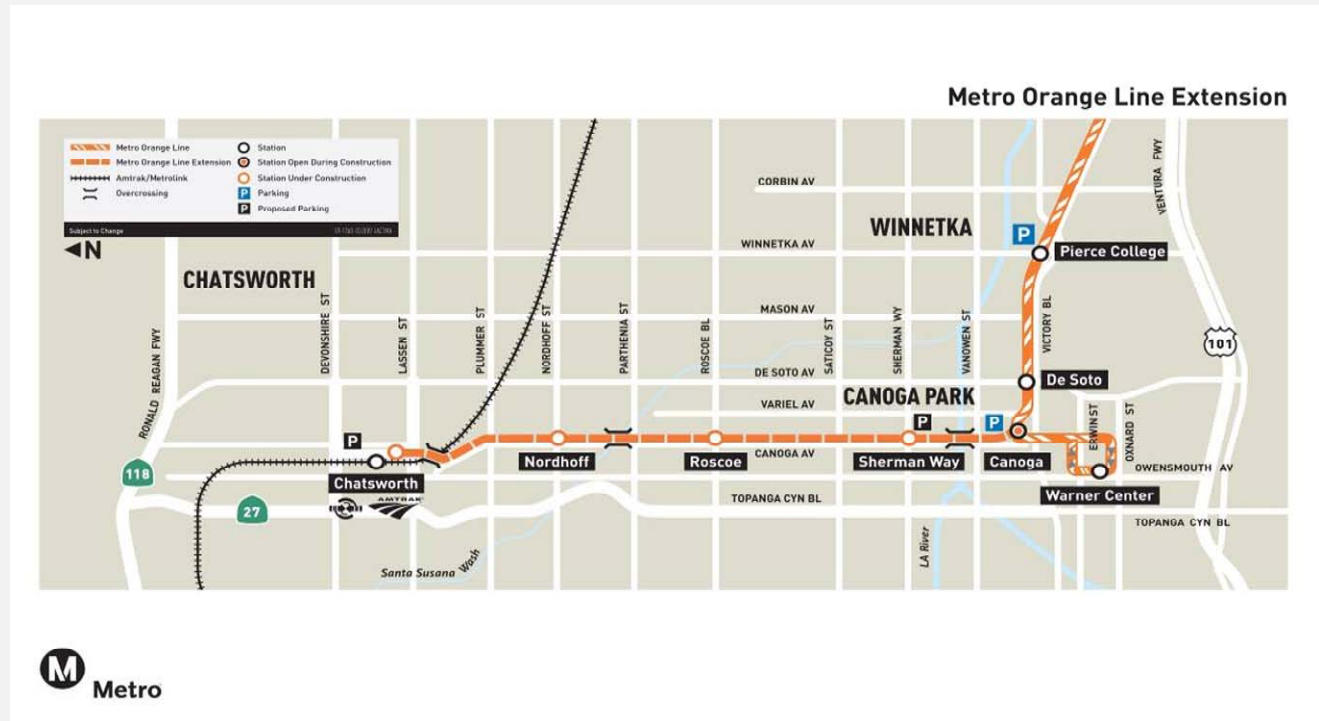 Metro Orange Line Extension
Metro Orange Line
Metro Orange Line Extension
Amtrak/Metrolink
Overcrossing
Station
Station Open During Construction
Station Under Construction
P Parking
P Proposed Parking
Subject to Change
N
CHATSWORTH
WINNETKA
CANOGA PARK
CORBIN AV
WINNETKA AV
MASON AV
DE SOTO AV
VARIEL AV
CANOGA AV
TOPANGA CYN BL
OWENSMOUTH AV
TOPANGA CYN BL
RONALD REAGAN FWY
DEVONSHIRE ST
LASSEN ST
PLUMMER ST
NORDHOFF ST
PARTHENIA ST
ROSCOE BL
SATICOY ST
SHERMAN WY
VANOWEN ST
VICTORY BL
ERWIN ST
OXNARD ST
VENTURA FWY
118
27
101
P
P
P
P
Pierce College
De Soto
Chatsworth
AMTRAK
Nordhoff
Roscoe
Sherman Way
Canoga
Warner Center
Santa Susana Wash
LA River
M
Metro